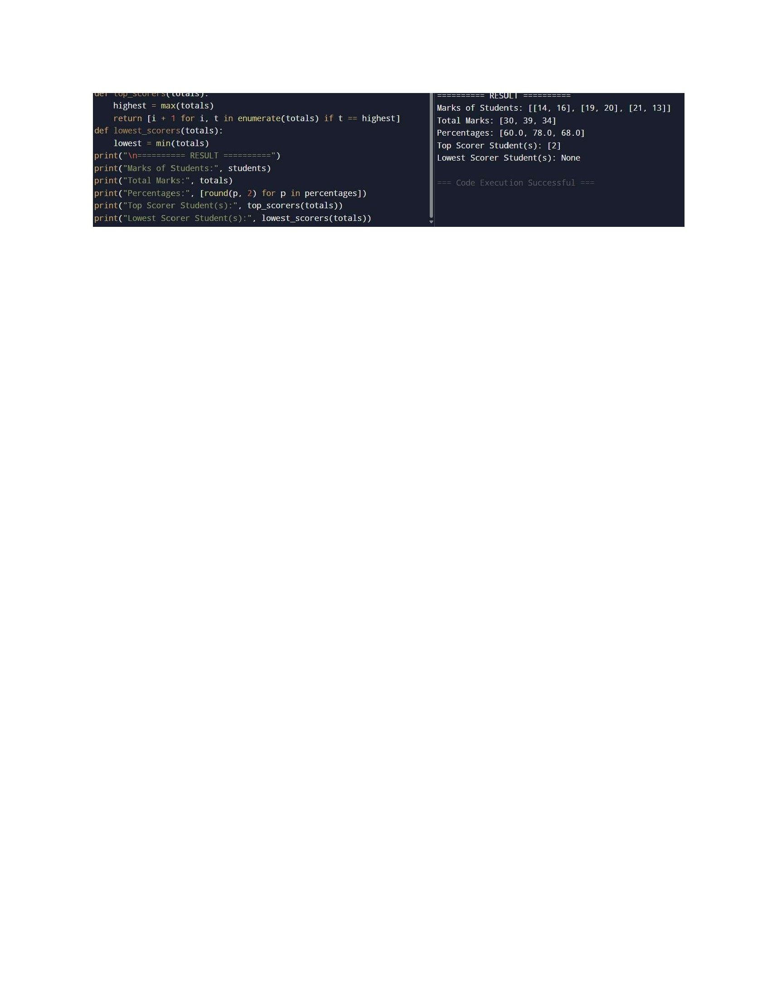 def top_scorers(totals):
    highest = max(totals)
    return [i + 1 for i, t in enumerate(totals) if t == highest]
def lowest_scorers(totals):
    lowest = min(totals)
print("\n========== RESULT ==========")
print("Marks of Students:", students)
print("Total Marks:", totals)
print("Percentages:", [round(p, 2) for p in percentages])
print("Top Scorer Student(s):", top_scorers(totals))
print("Lowest Scorer Student(s):", lowest_scorers(totals))
========== RESULT ==========
Marks of Students: [[14, 16], [19, 20], [21, 13]]
Total Marks: [30, 39, 34]
Percentages: [60.0, 78.0, 68.0]
Top Scorer Student(s): [2]
Lowest Scorer Student(s): None
=== Code Execution Successful ===